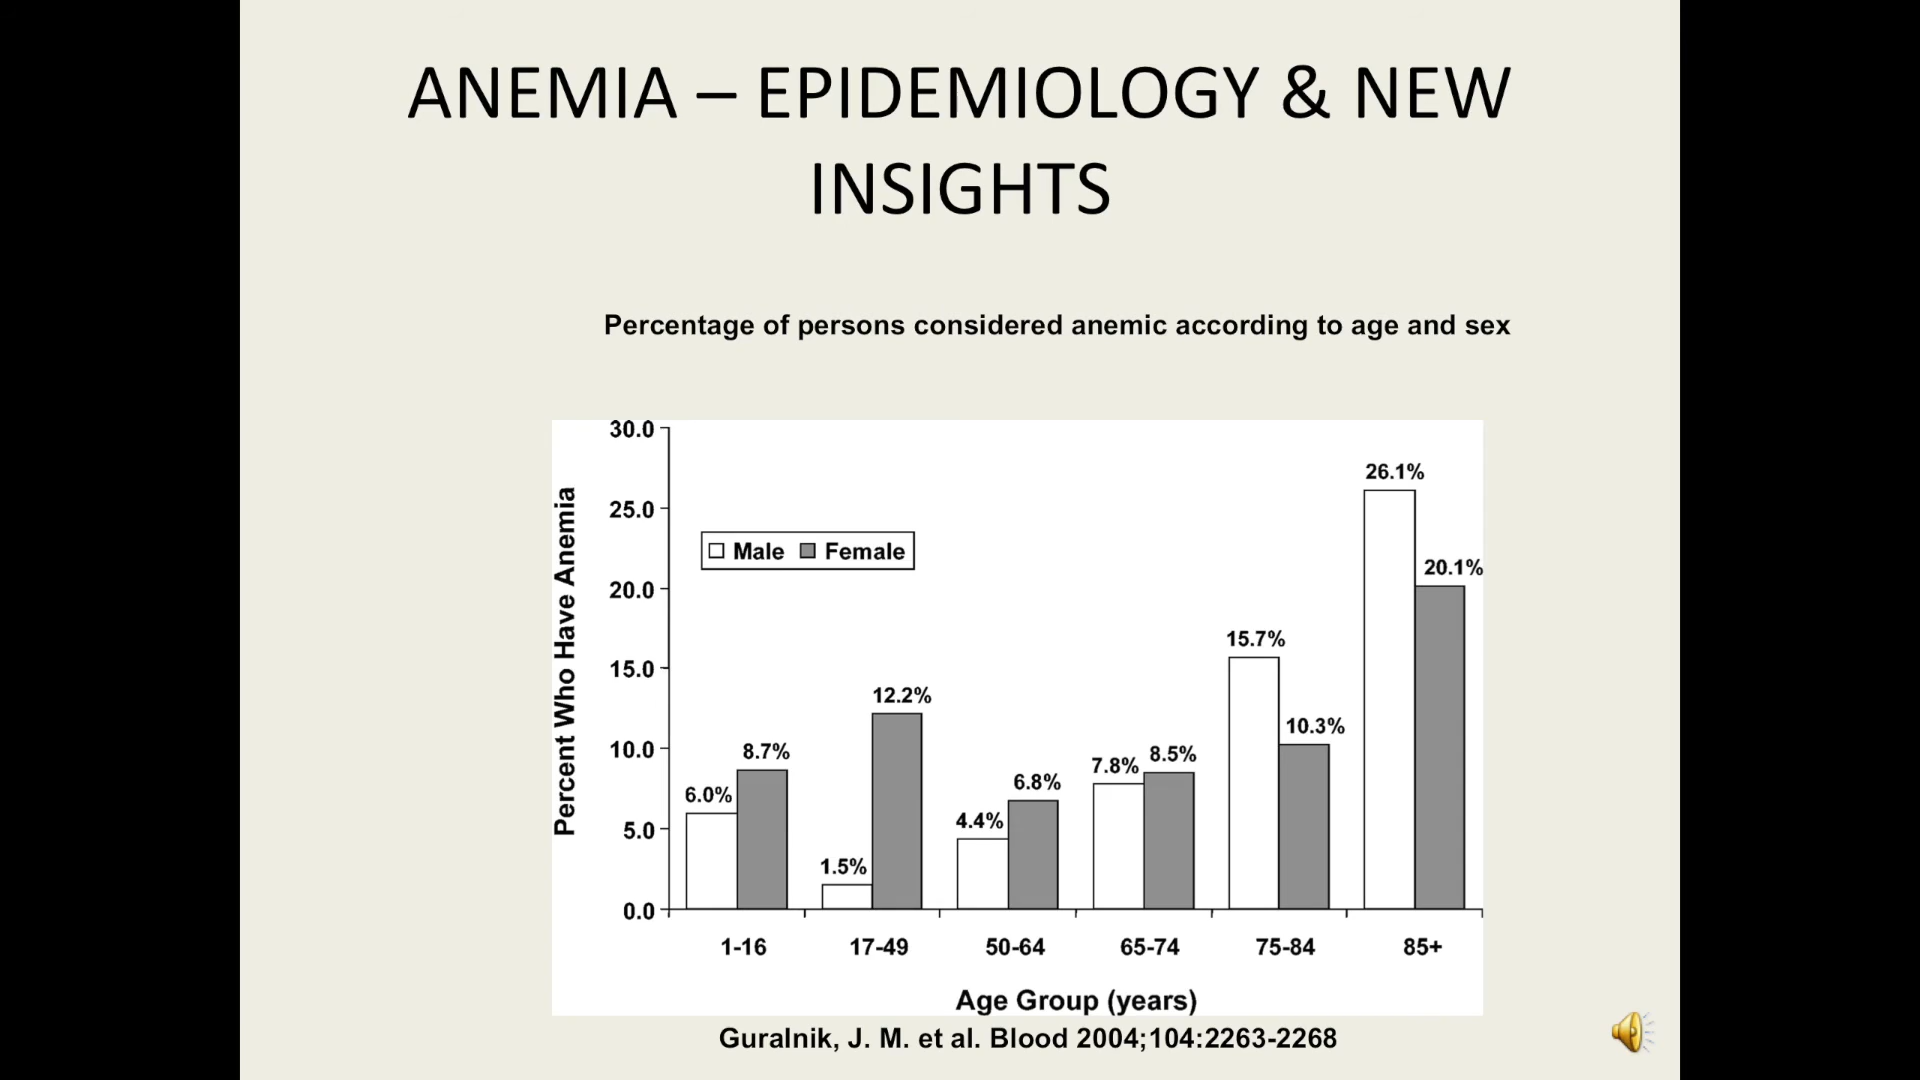 ANEMIA – EPIDEMIOLOGY & NEW
INSIGHTS
Percentage of persons considered anemic according to age and sex
Percent Who Have Anemia
30.0
25.0
20.0
15.0
10.0
5.0
0.0
Male Female
6.0%
8.7%
1.5%
12.2%
4.4%
6.8%
7.8%
8.5%
15.7%
10.3%
26.1%
20.1%
1-16 17-49 50-64 65-74 75-84 85+
Age Group (years)
Guralnik, J. M. et al. Blood 2004;104:2263-2268